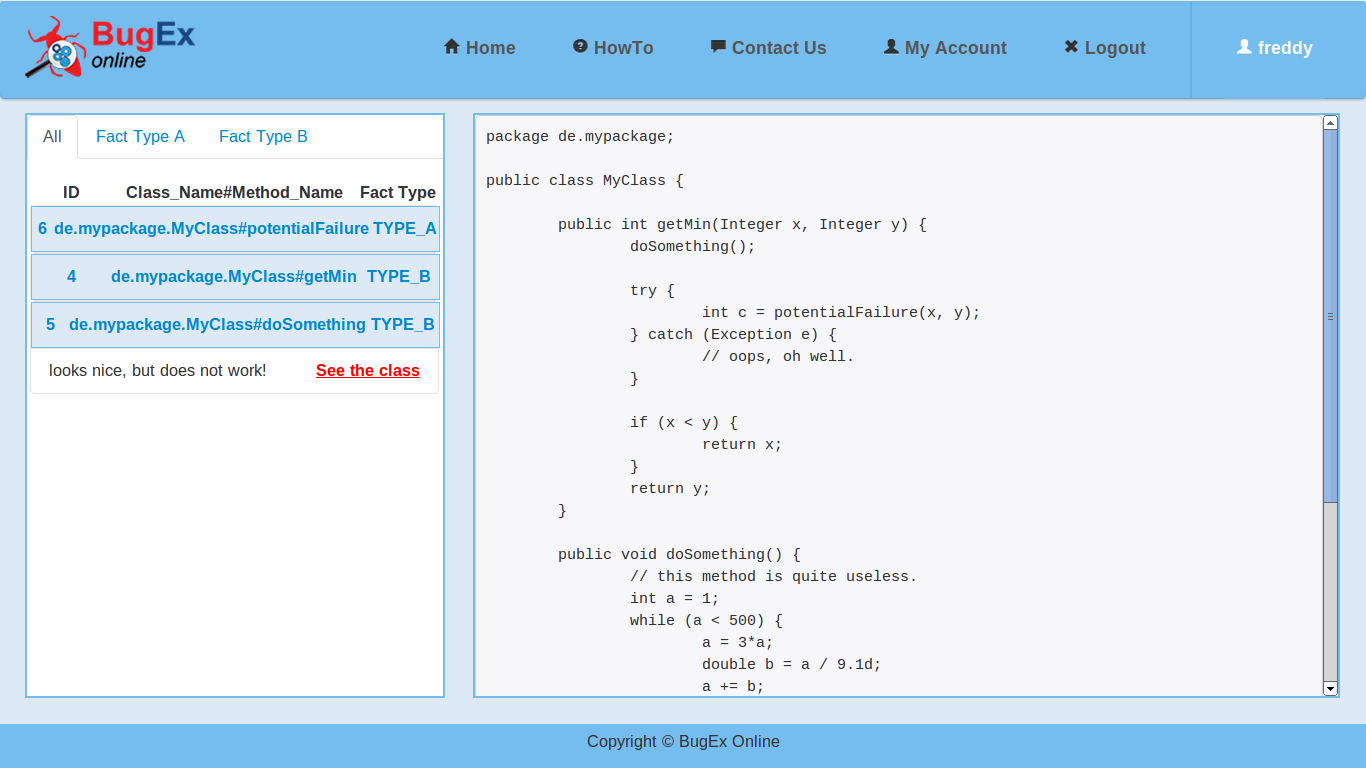 BugEx
online
Home HowTo Contact Us My Account Logout freddy
All Fact Type A Fact Type B
ID Class_Name#Method_Name Fact Type
6 de.mypackage.MyClass#potentialFailure TYPE_A
4 de.mypackage.MyClass#getMin TYPE_B
5 de.mypackage.MyClass#doSomething TYPE_B
looks nice, but does not work! See the class
package de.mypackage;
public class MyClass {
public int getMin(Integer x, Integer y) {
doSomething();
try {
int c = potentialFailure(x, y);
} catch (Exception e) {
// oops, oh well.
}
if (x < y) {
return x;
}
return y;
}
public void doSomething() {
// this method is quite useless.
int a = 1;
while (a < 500) {
a = 3*a;
double b = a / 9.1d;
a += b;
Copyright © BugEx Online